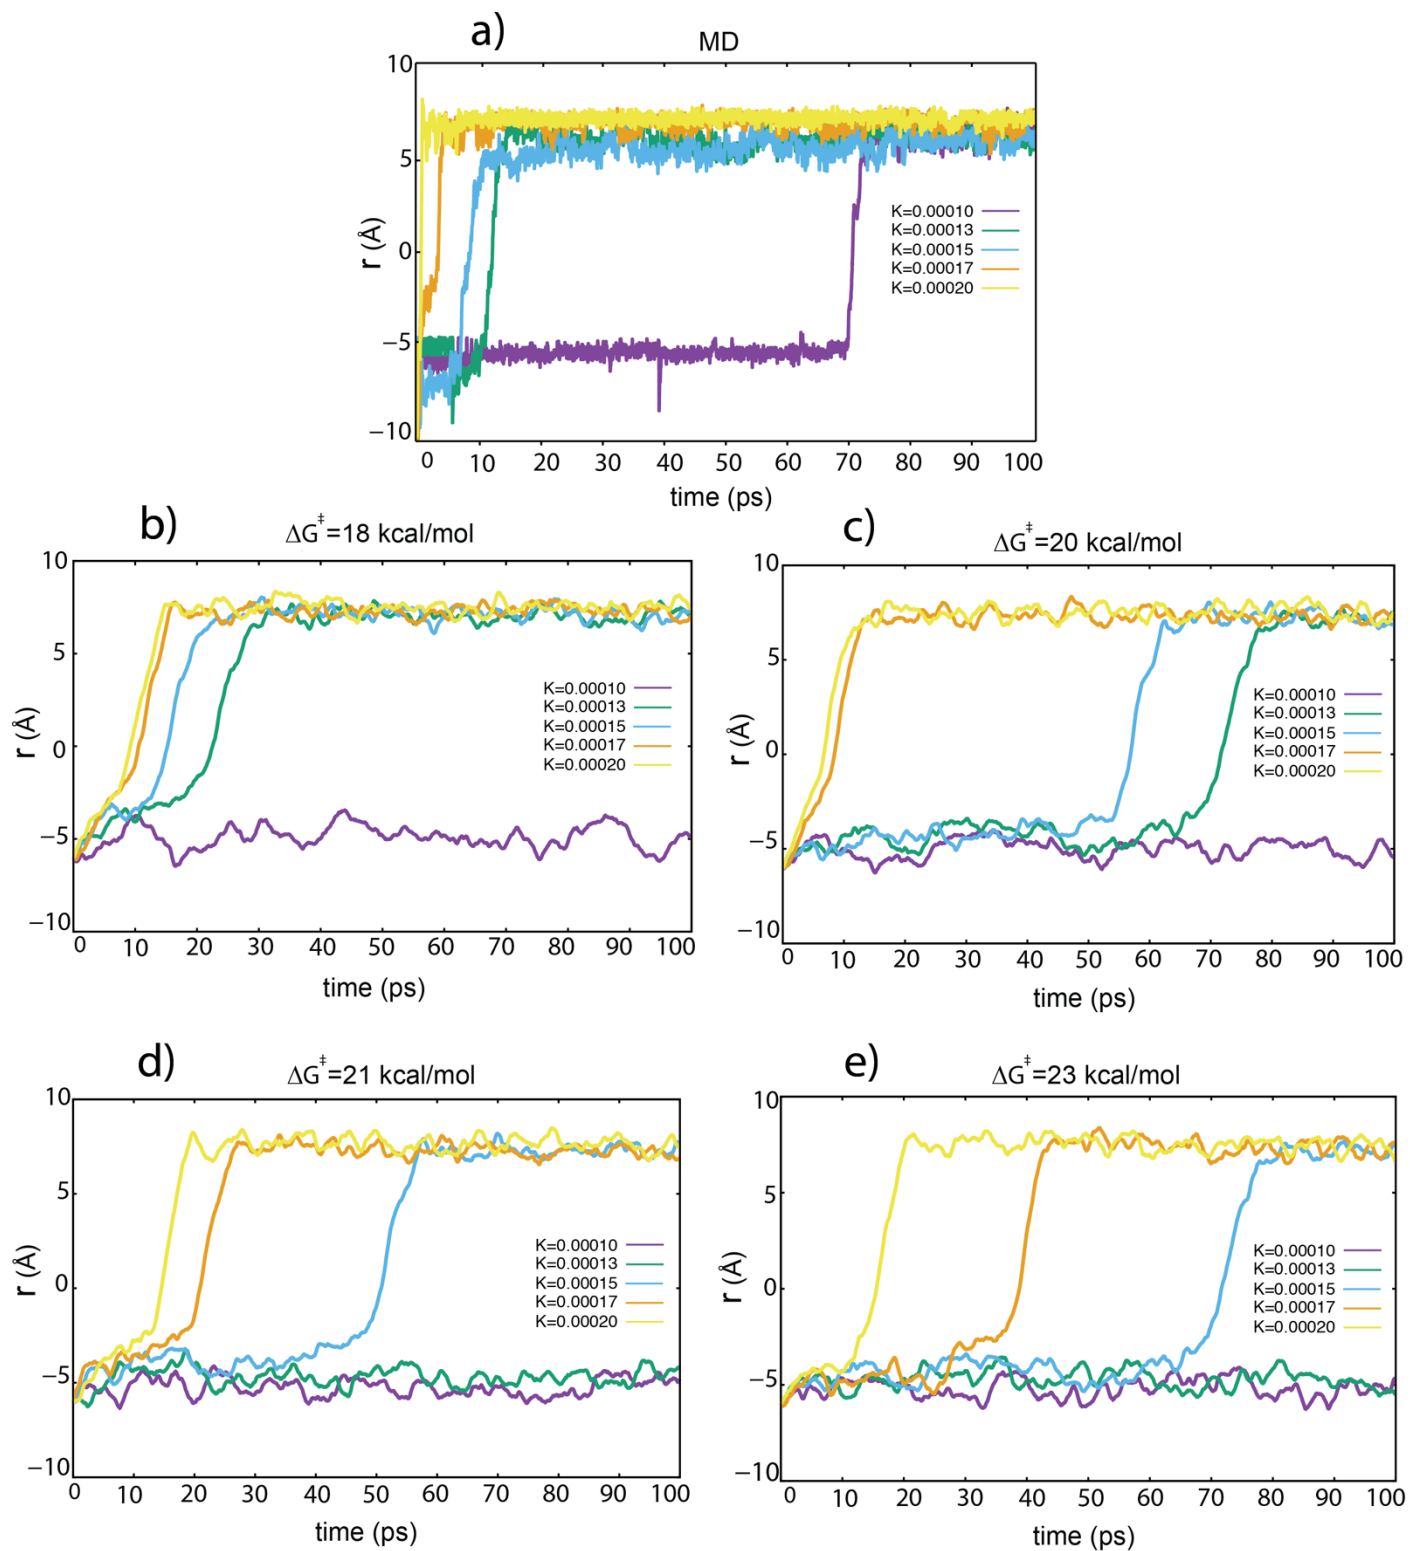 a)
MD
10
5
0
−5
−10
r (Å)
K=0.00010
K=0.00013
K=0.00015
K=0.00017
K=0.00020
0 10 20 30 40 50 60 70 80 90 100
time (ps)
b)
ΔG‡=18 kcal/mol
10
5
0
−5
−10
r (Å)
K=0.00010
K=0.00013
K=0.00015
K=0.00017
K=0.00020
0 10 20 30 40 50 60 70 80 90 100
time (ps)
c)
ΔG‡=20 kcal/mol
10
5
0
−5
−10
r (Å)
K=0.00010
K=0.00013
K=0.00015
K=0.00017
K=0.00020
0 10 20 30 40 50 60 70 80 90 100
time (ps)
d)
ΔG‡=21 kcal/mol
10
5
0
−5
−10
r (Å)
K=0.00010
K=0.00013
K=0.00015
K=0.00017
K=0.00020
0 10 20 30 40 50 60 70 80 90 100
time (ps)
e)
ΔG‡=23 kcal/mol
10
5
0
−5
−10
r (Å)
K=0.00010
K=0.00013
K=0.00015
K=0.00017
K=0.00020
0 10 20 30 40 50 60 70 80 90 100
time (ps)